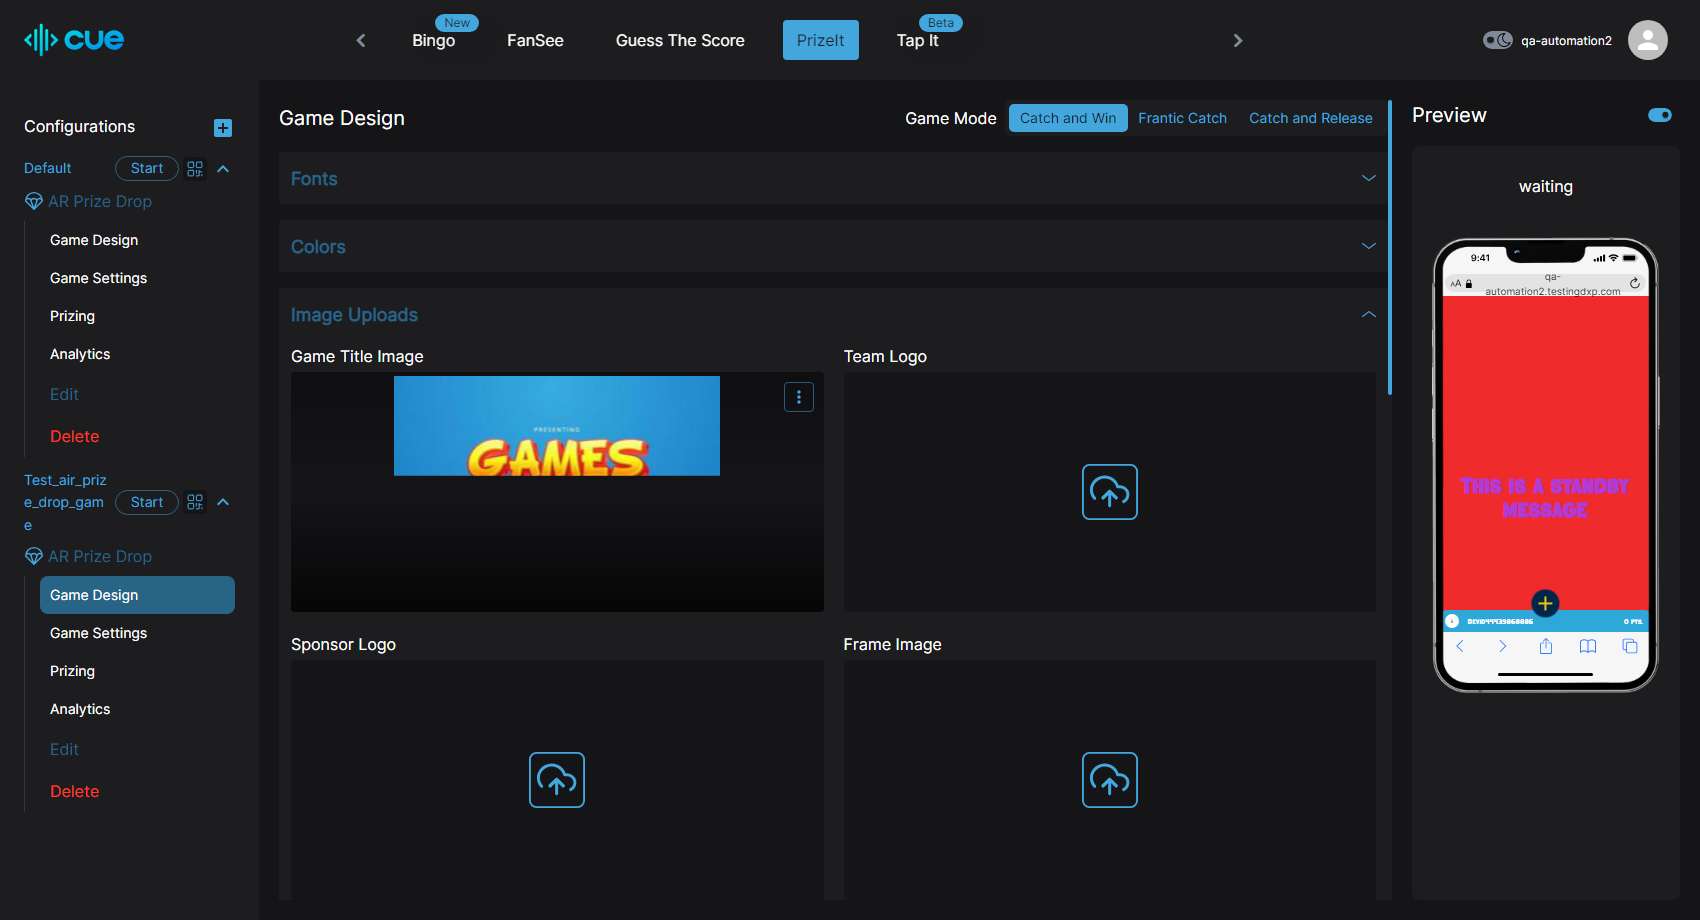 cue
New
Bingo
FanSee
Guess The Score
PrizeIt
Beta
Tap It
qa-automation2
Configurations
Default
Start
AR Prize Drop
Game Design
Game Settings
Prizing
Analytics
Edit
Delete
Test_air_priz
e_drop_gam
e
Start
AR Prize Drop
Game Design
Game Settings
Prizing
Analytics
Edit
Delete
Game Design
Game Mode
Catch and Win
Frantic Catch
Catch and Release
Fonts
Colors
Image Uploads
Game Title Image
PRESENTING
GAMES
Team Logo
Sponsor Logo
Frame Image
Preview
waiting
9:41
AA
qa-
automation2.testingdxp.com
THIS IS A STANDBY
MESSAGE
0 PTS.